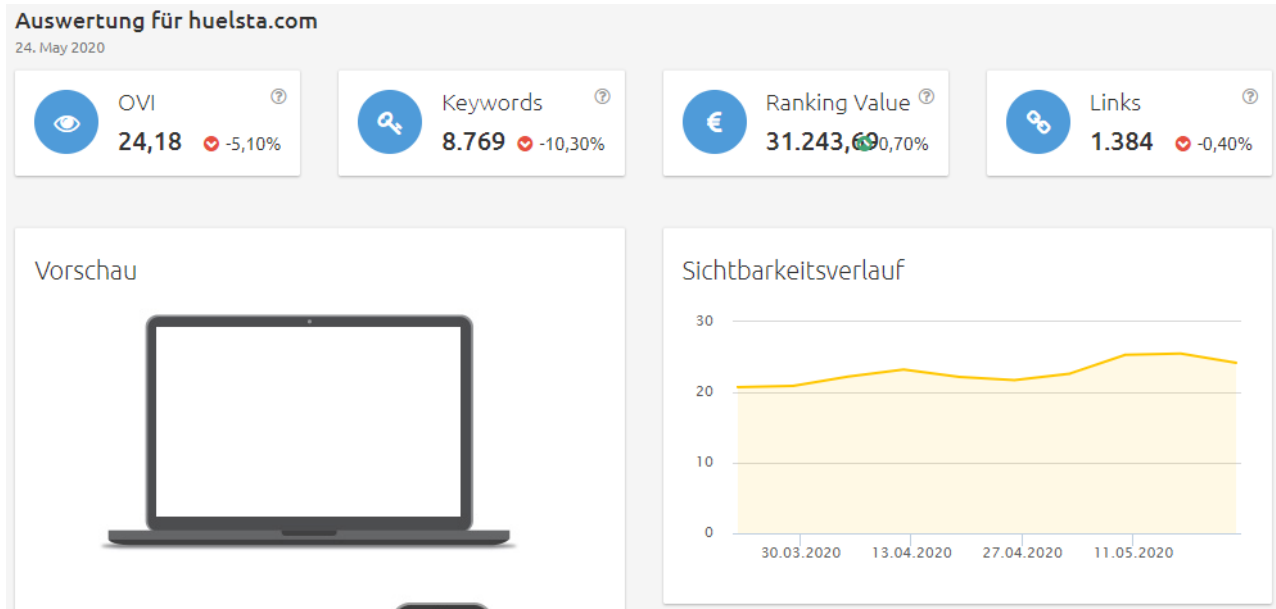 Auswertung für huelsta.com
24. May 2020
OVI
24,18 -5,10%
Keywords
8.769 -10,30%
Ranking Value
€
31.243,69 0,70%
Links
1.384 -0,40%
Vorschau
Sichtbarkeitsverlauf
30
20
10
0
30.03.2020 13.04.2020 27.04.2020 11.05.2020